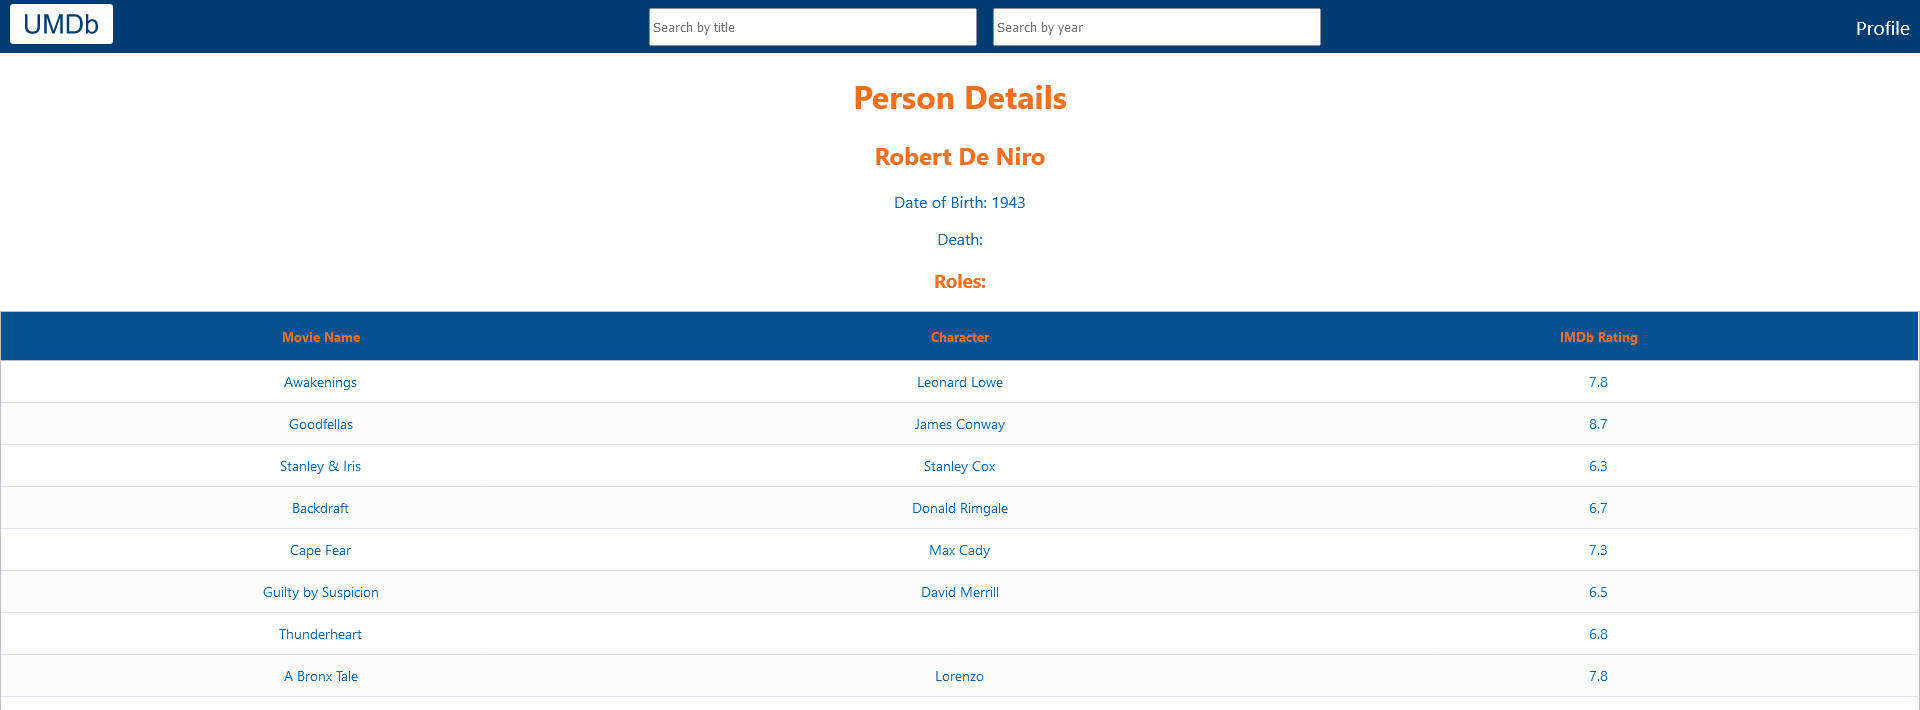 UMDb Search by title Search by year Profile
Person Details
Robert De Niro
Date of Birth: 1943
Death:
Roles:
Movie Name Character IMDb Rating
Awakenings Leonard Lowe 7.8
Goodfellas James Conway 8.7
Stanley & Iris Stanley Cox 6.3
Backdraft Donald Rimgale 6.7
Cape Fear Max Cady 7.3
Guilty by Suspicion David Merrill 6.5
Thunderheart 6.8
A Bronx Tale Lorenzo 7.8